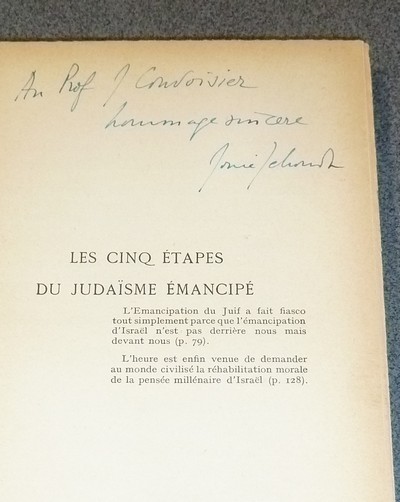 Au Prof J Courvoisier
hommage sincère
Josué Jéhouda
LES CINQ ÉTAPES
DU JUDAÏSME ÉMANCIPÉ
L'Emancipation du Juif a fait fiasco
tout simplement parce que l'émancipation
d'Israël n'est pas derrière nous mais
devant nous (p. 79).
L'heure est enfin venue de demander
au monde civilisé la réhabilitation morale
de la pensée millénaire d'Israël (p. 128).